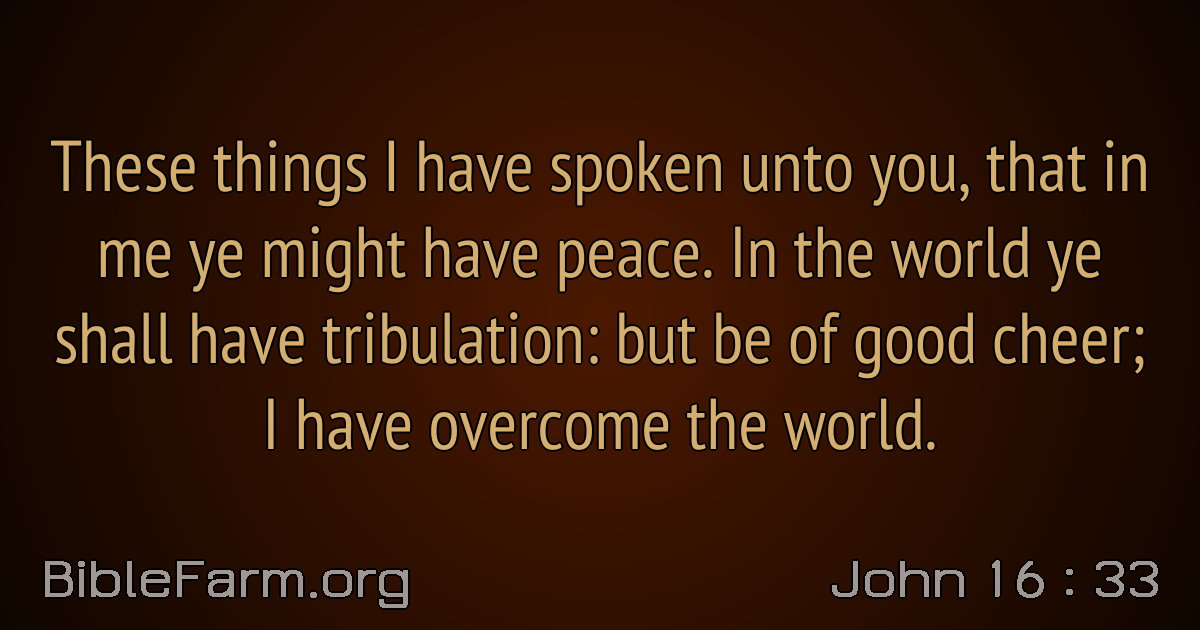 These things I have spoken unto you, that in
me ye might have peace. In the world ye
shall have tribulation: but be of good cheer;
I have overcome the world.
BibleFarm.org
John 16 : 33